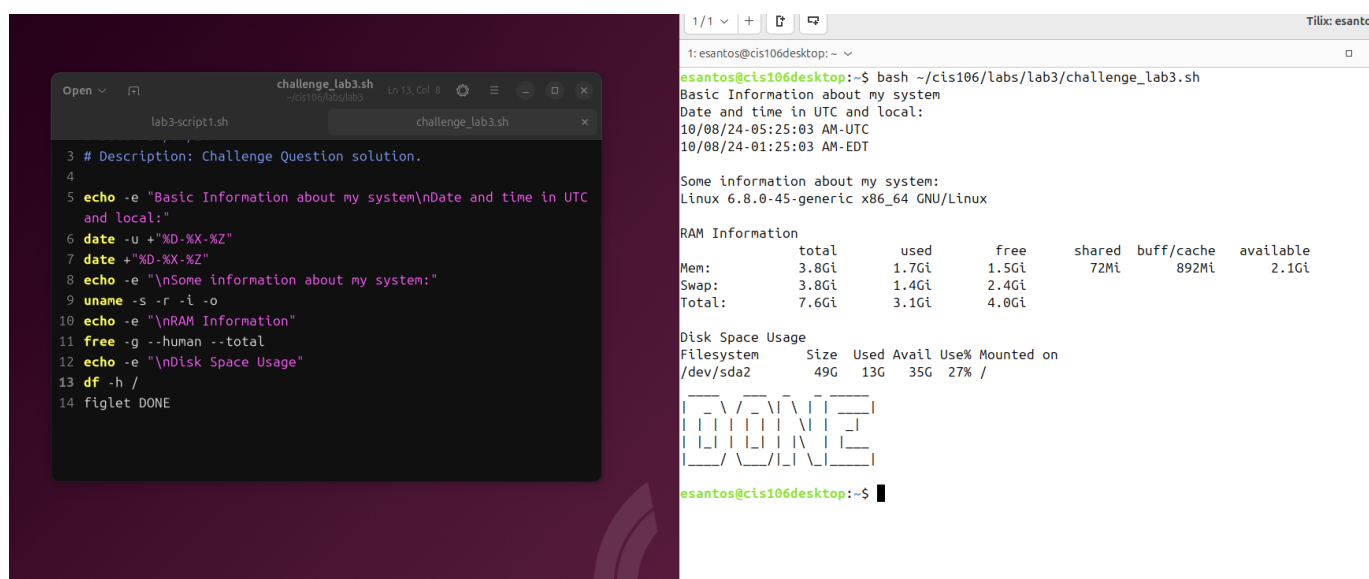 Open
challenge_lab3.sh
~/cis106/labs/lab3
Ln 13, Col 8
lab3-script1.sh
challenge_lab3.sh
3 # Description: Challenge Question solution.
4
5 echo -e "Basic Information about my system\nDate and time in UTC
and local:"
6 date -u +"%D-%X-%Z"
7 date +"%D-%X-%Z"
8 echo -e "\nSome information about my system:"
9 uname -s -r -i -o
10 echo -e "\nRAM Information"
11 free -g --human --total
12 echo -e "\nDisk Space Usage"
13 df -h /
14 figlet DONE
1/1
Tilix: esanto
1: esantos@cis106desktop: ~
esantos@cis106desktop:~$ bash ~/cis106/labs/lab3/challenge_lab3.sh
Basic Information about my system
Date and time in UTC and local:
10/08/24-05:25:03 AM-UTC
10/08/24-01:25:03 AM-EDT
Some information about my system:
Linux 6.8.0-45-generic x86_64 GNU/Linux
RAM Information
total used free shared buff/cache available
Mem: 3.8Gi 1.7Gi 1.5Gi 72Mi 892Mi 2.1Gi
Swap: 3.8Gi 1.4Gi 2.4Gi
Total: 7.6Gi 3.1Gi 4.0Gi
Disk Space Usage
Filesystem Size Used Avail Use% Mounted on
/dev/sda2 49G 13G 35G 27% /
DONE
esantos@cis106desktop:~$